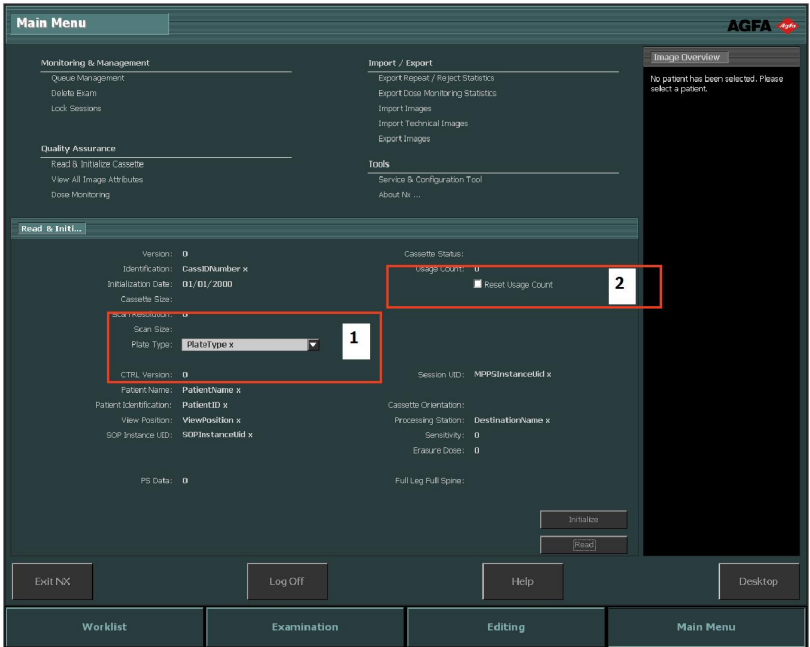 Main Menu
AGFA
Monitoring & Management
Queue Management
Delete Exam
Lock Sessions
Quality Assurance
Read & Initialize Cassette
View All Image Attributes
Dose Monitoring
Import / Export
Export Repeat / Reject Statistics
Export Dose Monitoring Statistics
Import Images
Import Technical Images
Export Images
Tools
Service & Configuration Tool
About Nx ...
Image Overview
No patient has been selected. Please
select a patient.
Read & Initi...
Version: 0
Identification: CassIDNumber x
Initialization Date: 01/01/2000
Cassette Size:
Scan Resolution: 0
Scan Size:
Plate Type: PlateType x
1
CTRL Version: 0
Patient Name: PatientName x
Patient Identification: PatientID x
View Position: ViewPosition x
SOP Instance UID: SOPInstanceUid x
PS Data: 0
Cassette Status:
Usage Count: 0
Reset Usage Count
2
Session UID: MPPSInstanceUid x
Cassette Orientation:
Processing Station: DestinationName x
Sensitivity: 0
Erasure Dose: 0
Full Leg Full Spine:
Initialize
Read
Exit NX
Log Off
Help
Desktop
Worklist
Examination
Editing
Main Menu